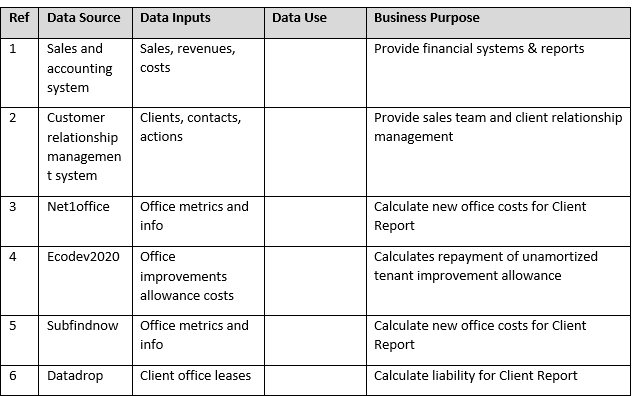 Ref Data Source Data Inputs Data Use Business Purpose
1 Sales and Sales, revenues, Provide financial systems & reports
accounting costs
system
2 Customer Clients, contacts, Provide sales team and client relationship
relationship actions management
managemen
t system
3 Net1office Office metrics and Calculate new office costs for Client
info Report
4 Ecodev2020 Office Calculates repayment of unamortized
improvements tenant improvement allowance
allowance costs
5 Subfindnow Office metrics and Calculate new office costs for Client
info Report
6 Datadrop Client office leases Calculate liability for Client Report